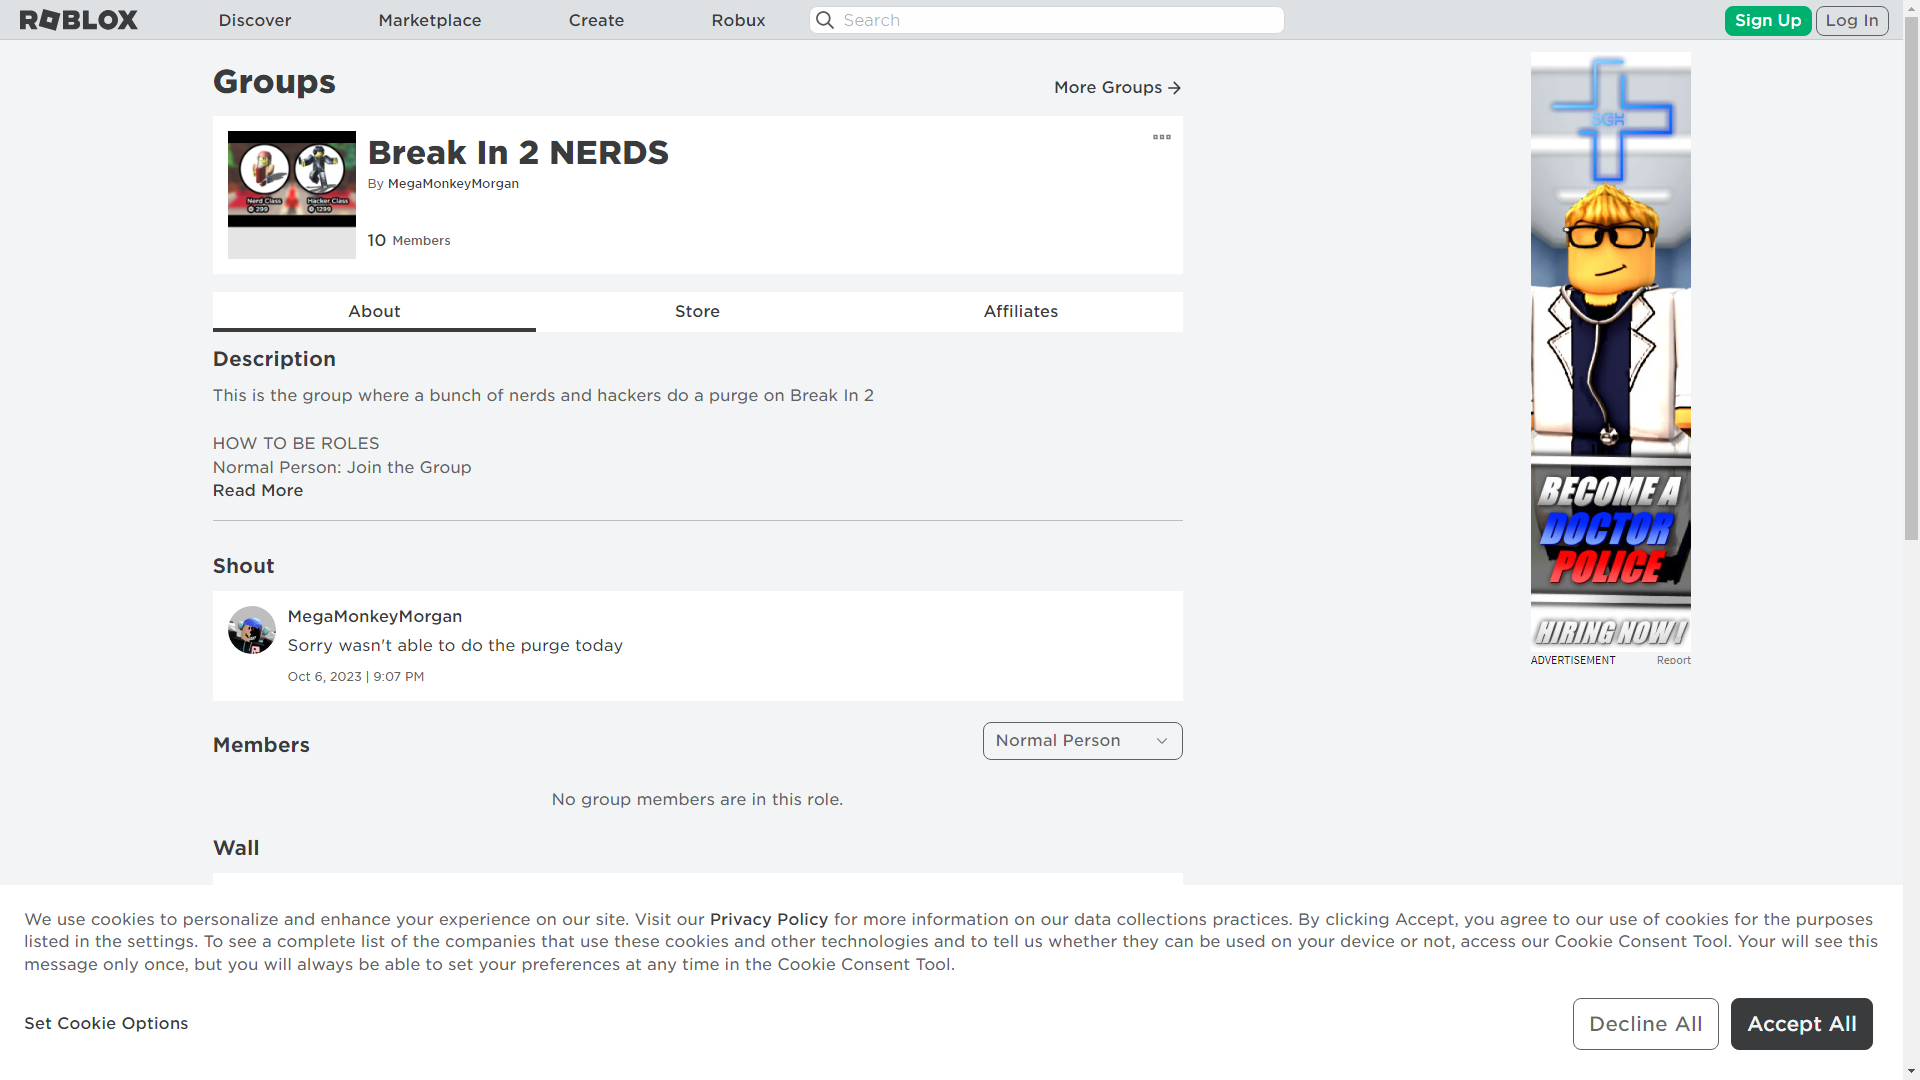 ROBLOX
Discover
Marketplace
Create
Robux
Search
Sign Up
Log In
Groups
More Groups
Nerd Class
299
Hacker Class
1299
Break In 2 NERDS
By MegaMonkeyMorgan
10 Members
About
Store
Affiliates
Description
This is the group where a bunch of nerds and hackers do a purge on Break In 2
HOW TO BE ROLES
Normal Person: Join the Group
Read More
Shout
MegaMonkeyMorgan
Sorry wasn't able to do the purge today
Oct 6, 2023 | 9:07 PM
Members
Normal Person
No group members are in this role.
Wall
SGH
BECOME A
DOCTOR
POLICE
HIRING NOW!
ADVERTISEMENT
Report
We use cookies to personalize and enhance your experience on our site. Visit our Privacy Policy for more information on our data collections practices. By clicking Accept, you agree to our use of cookies for the purposes
listed in the settings. To see a complete list of the companies that use these cookies and other technologies and to tell us whether they can be used on your device or not, access our Cookie Consent Tool. Your will see this
message only once, but you will always be able to set your preferences at any time in the Cookie Consent Tool.
Set Cookie Options
Decline All
Accept All